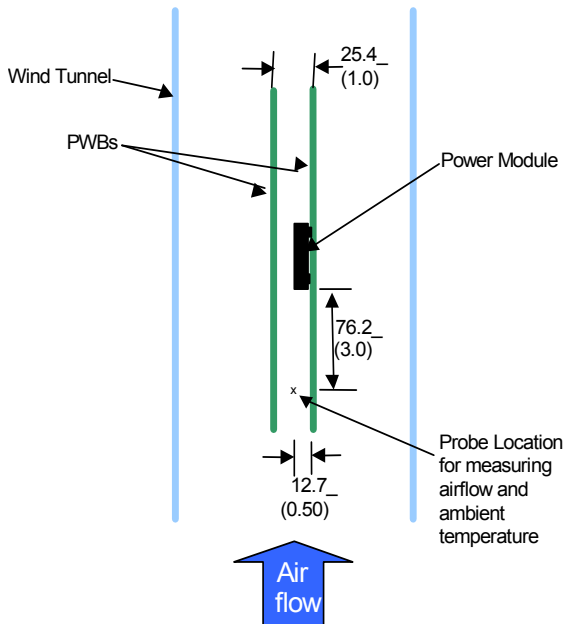 25.4_
(1.0)
Wind Tunnel
PWBs
Power Module
76.2_
(3.0)
x
Probe Location
for measuring
airflow and
ambient
temperature
12.7_
(0.50)
Air
flow